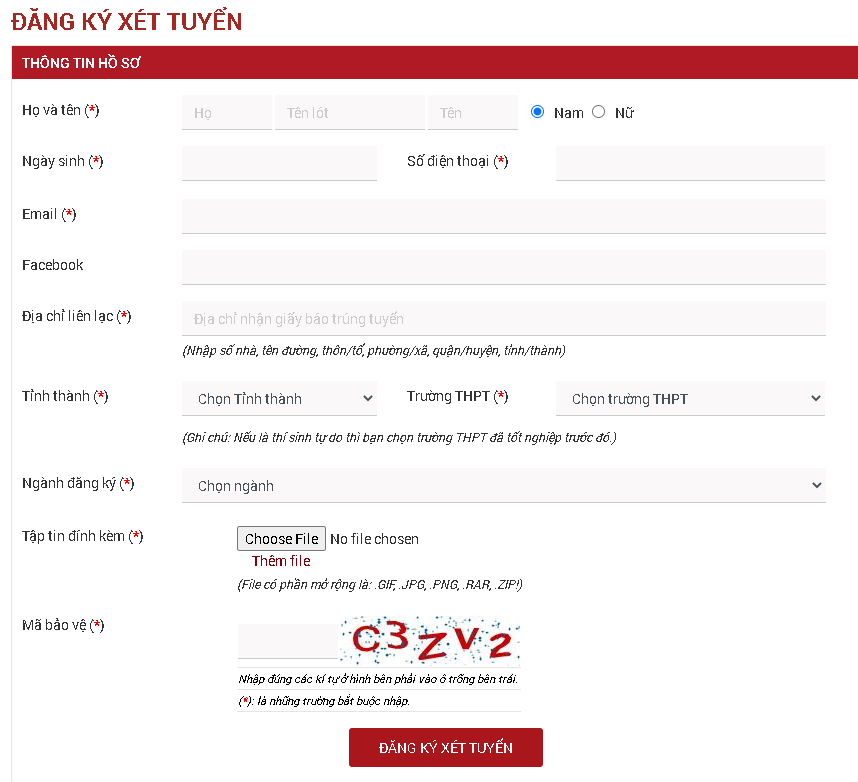 ĐĂNG KÝ XÉT TUYỂN
THÔNG TIN HỒ SƠ
Họ và tên (*) Họ Tên lót Tên Nam Nữ
Ngày sinh (*) Số điện thoại (*)
Email (*)
Facebook
Địa chỉ liên lạc (*) Địa chỉ nhận giấy báo trúng tuyển
(Nhập số nhà, tên đường, thôn/tổ, phường/xã, quận/huyện, tỉnh/thành)
Tỉnh thành (*) Chọn Tỉnh thành Trường THPT (*) Chọn trường THPT
(Ghi chú: Nếu là thí sinh tự do thì bạn chọn trường THPT đã tốt nghiệp trước đó.)
Ngành đăng ký (*) Chọn ngành
Tập tin đính kèm (*) Choose File No file chosen
Thêm file
(File có phần mở rộng là: .GIF, .JPG, .PNG, .RAR, .ZIP!)
Mã bảo vệ (*) C3ZV2
Nhập đúng các kí tự ở hình bên phải vào ô trống bên trái.
(*): là những trường bắt buộc nhập.
ĐĂNG KÝ XÉT TUYỂN